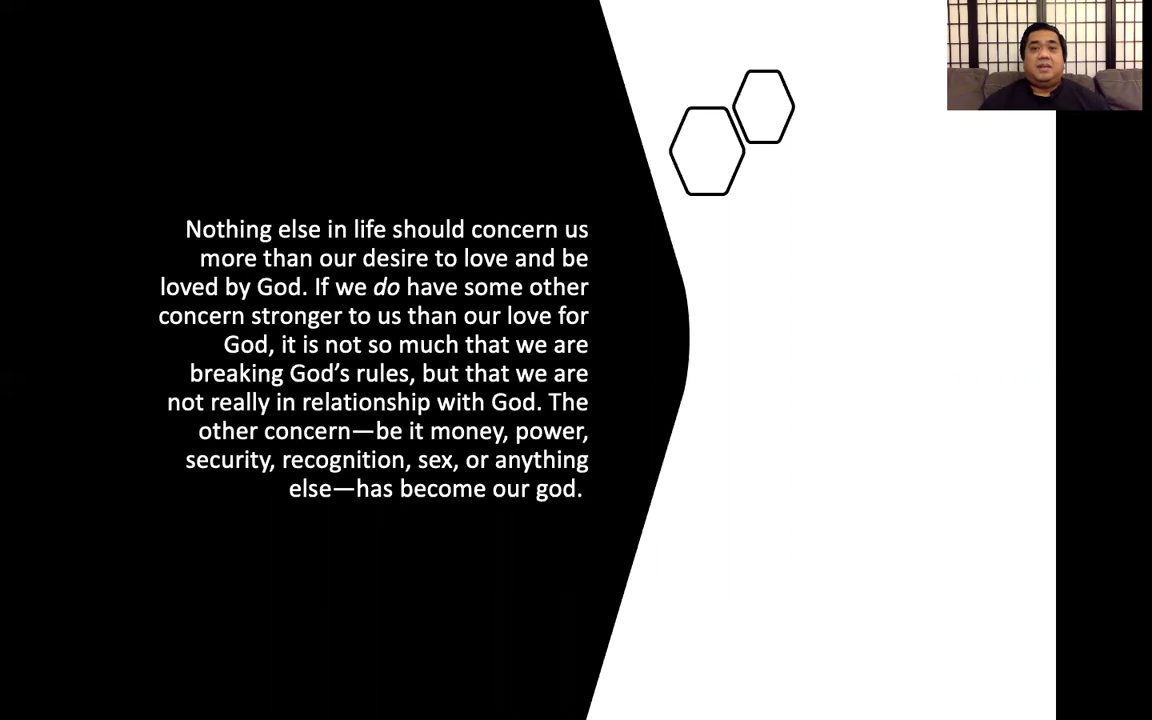 Nothing else in life should concern us
more than our desire to love and be
loved by God. If we do have some other
concern stronger to us than our love for
God, it is not so much that we are
breaking God’s rules, but that we are
not really in relationship with God. The
other concern—be it money, power,
security, recognition, sex, or anything
else—has become our god.